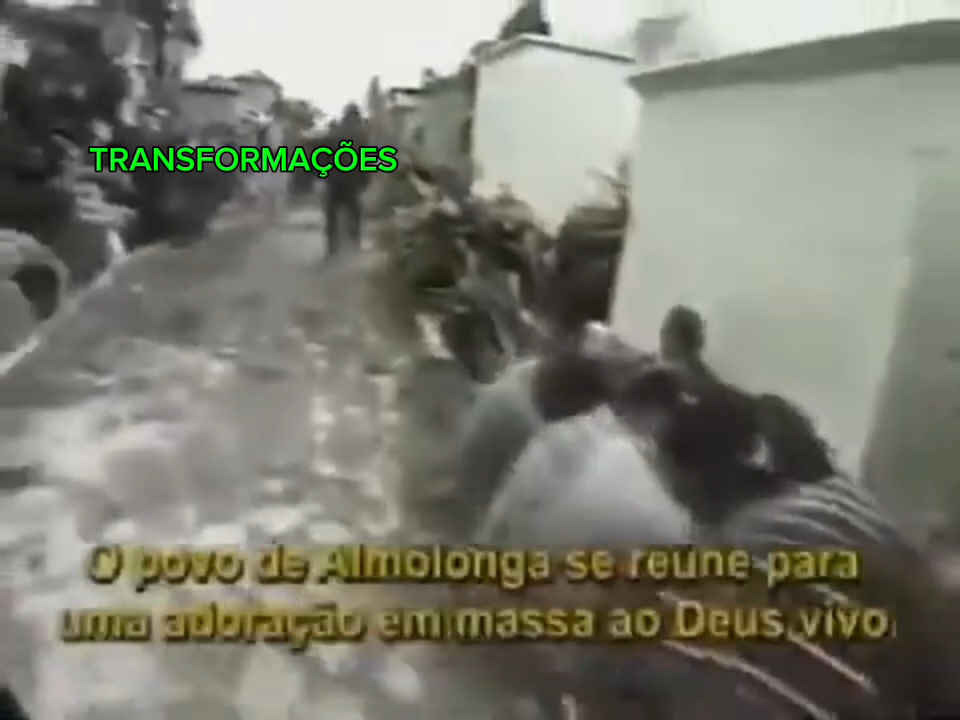 TRANSFORMAÇÕES
O povo de Almolonga se reune para
uma adoração em massa ao Deus vivo